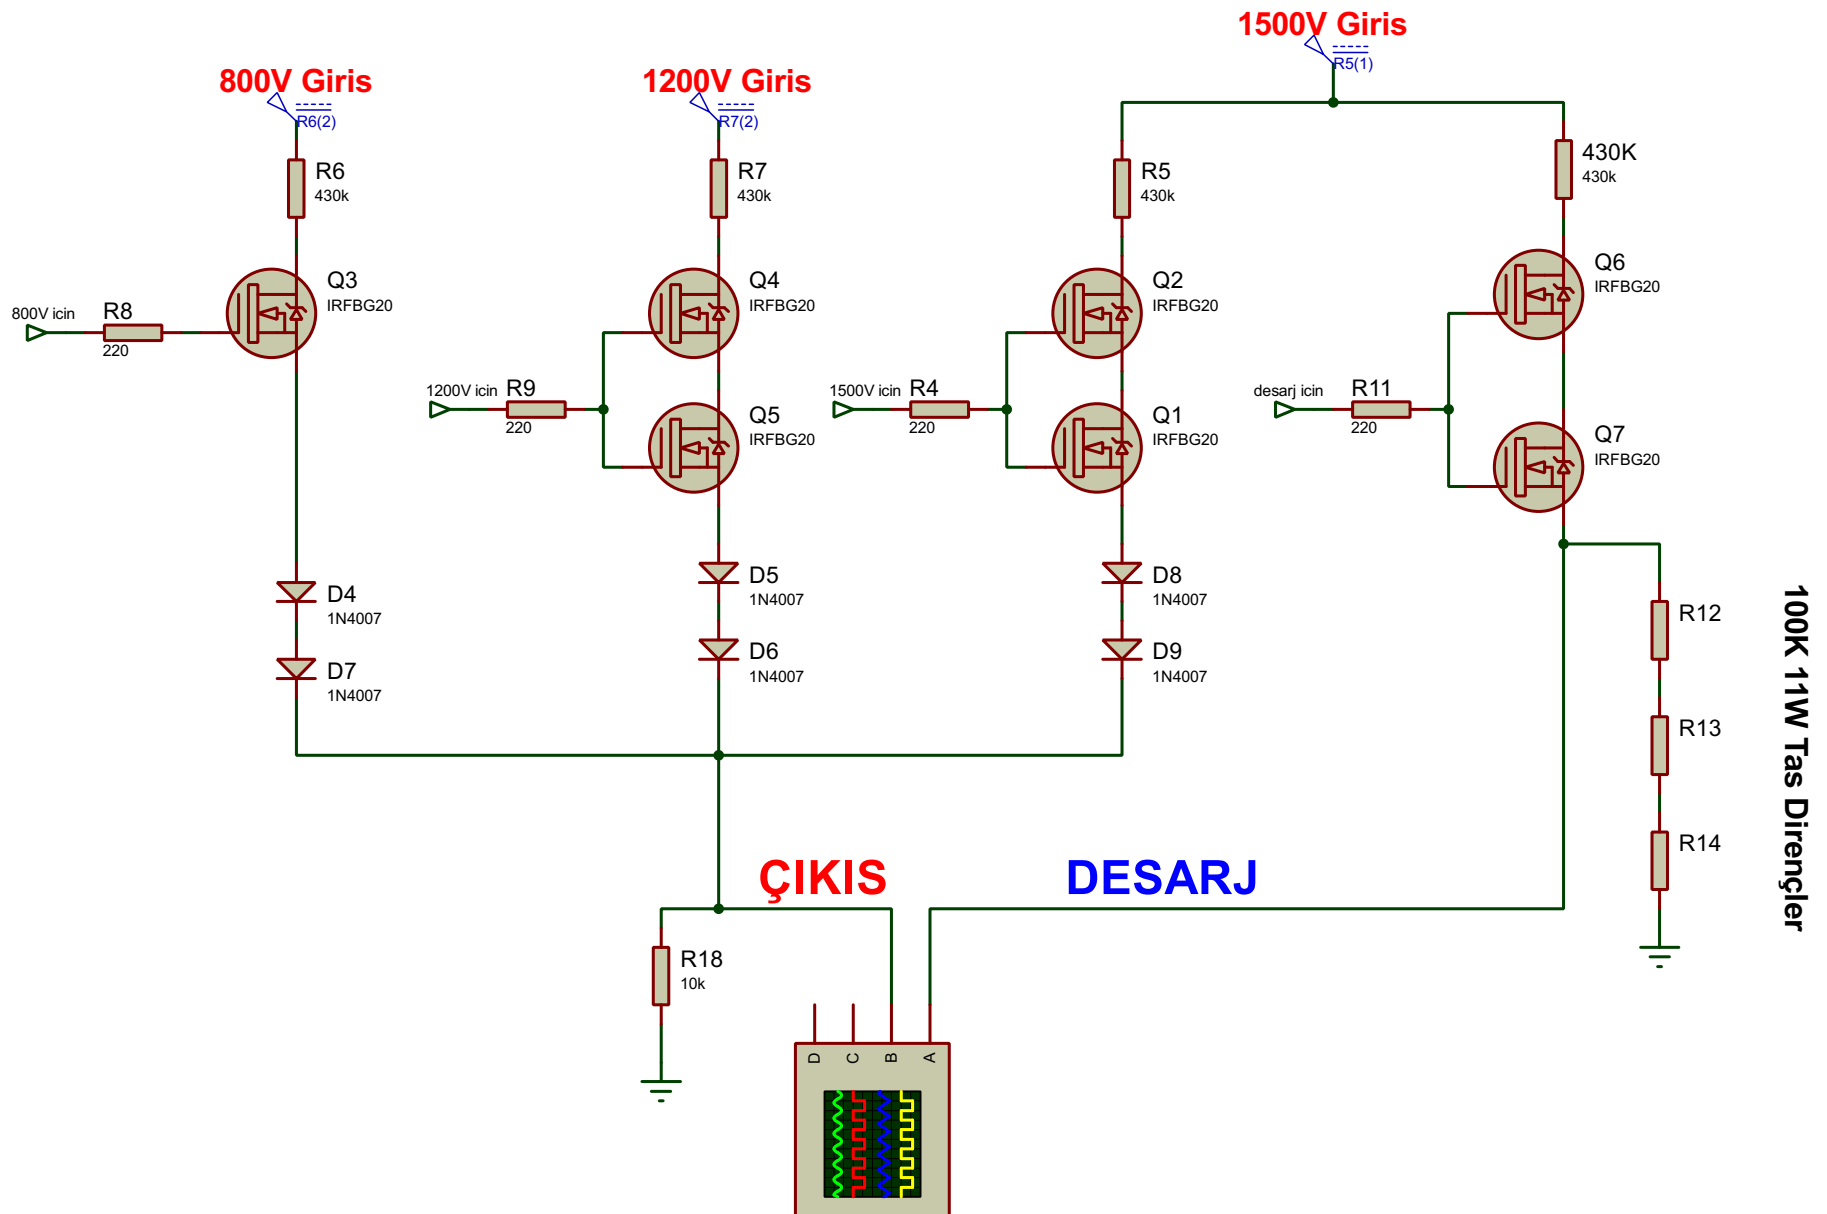 1500V Giris
R5(1)
800V Giris
R6(2)
1200V Giris
R7(2)
R6
430k
R7
430k
R5
430k
430K
430k
Q3
IRFBG20
Q4
IRFBG20
Q2
IRFBG20
Q6
IRFBG20
800V icin
R8
220
1200V icin
R9
220
1500V icin
R4
220
desarj icin
R11
220
Q5
IRFBG20
Q1
IRFBG20
Q7
IRFBG20
D4
1N4007
D5
1N4007
D8
1N4007
D7
1N4007
D6
1N4007
D9
1N4007
R12
R13
R14
100K 11W Tas Dirençler
ÇIKIS
DESARJ
R18
10k
D
C
B
A